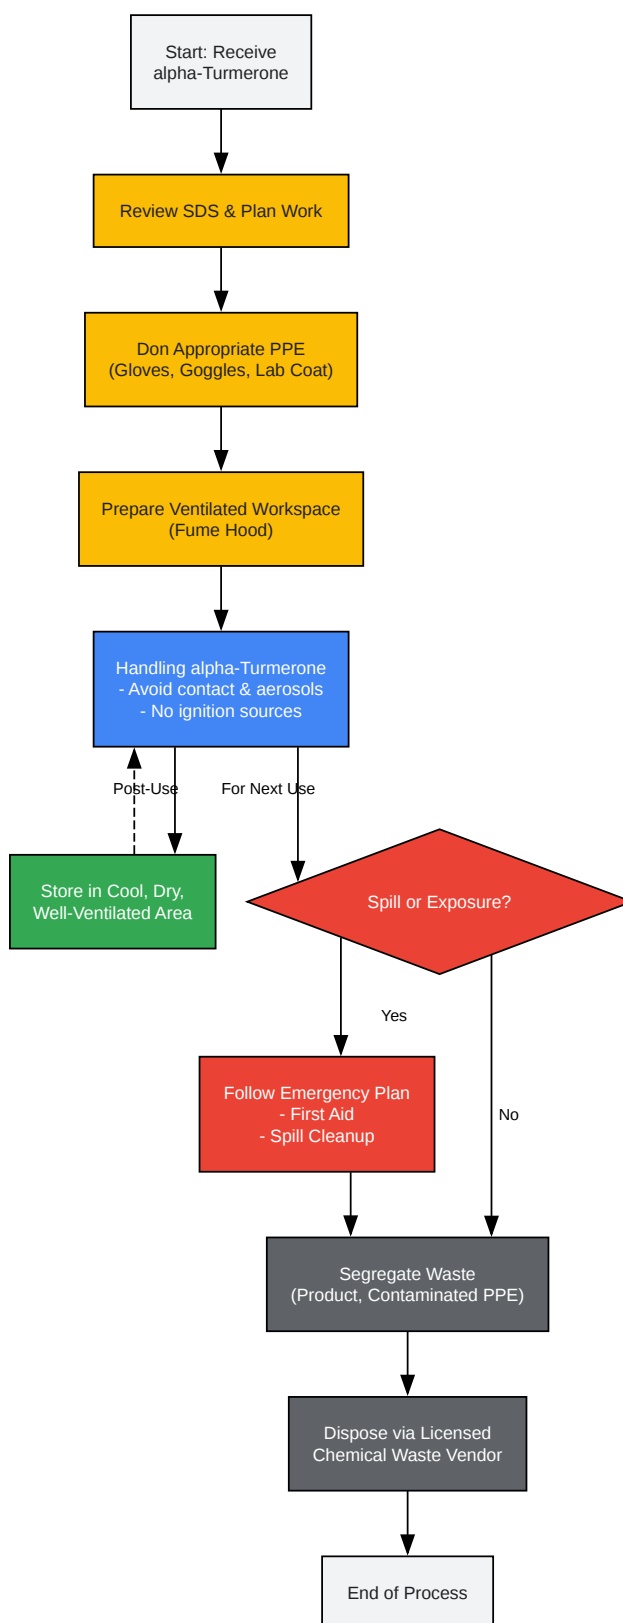 Start: Receive
alpha-Turmerone
Review SDS & Plan Work
Don Appropriate PPE
(Gloves, Goggles, Lab Coat)
Prepare Ventilated Workspace
(Fume Hood)
Handling alpha-Turmerone
- Avoid contact & aerosols
- No ignition sources
Post-Use
For Next Use
Store in Cool, Dry,
Well-Ventilated Area
Spill or Exposure?
Yes
Follow Emergency Plan
- First Aid
- Spill Cleanup
No
Segregate Waste
(Product, Contaminated PPE)
Dispose via Licensed
Chemical Waste Vendor
End of Process